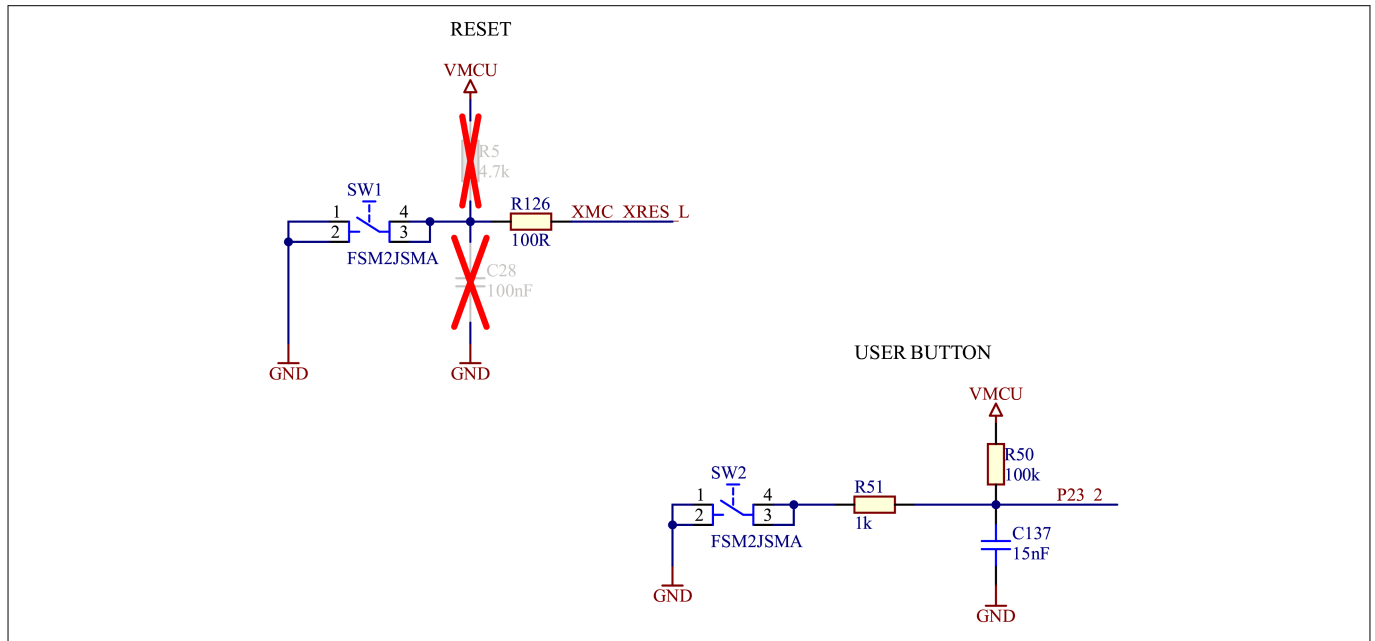 RESET
VMCU
R5
4.7k
SW1
1 4
2 3
FSM2JSMA
R126
100R
XMC_XRES_L
C28
100nF
GND
GND
USER BUTTON
VMCU
R50
100k
SW2
1 4
2 3
FSM2JSMA
R51
1k
P23_2
C137
15nF
GND
GND